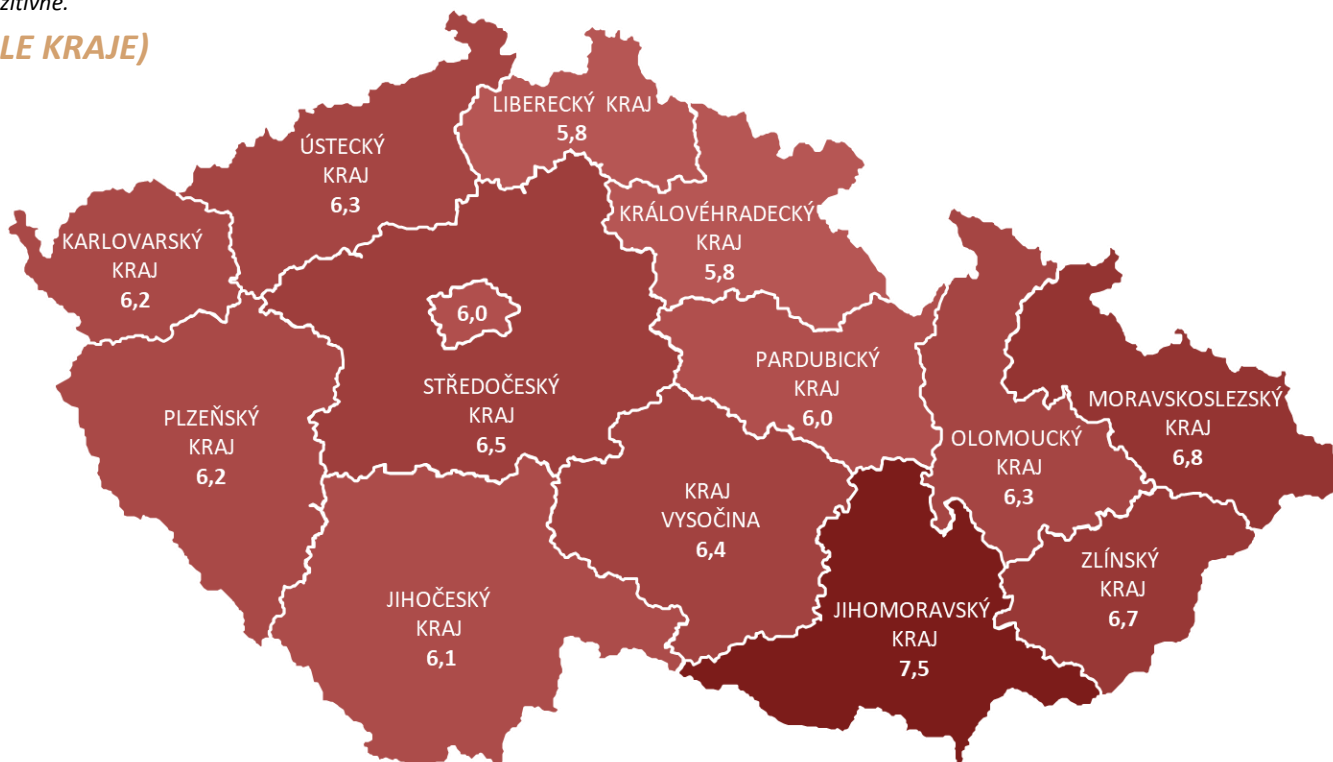 zitivne.
LE KRAJE)
LIBERECKÝ KRAJ
5,8
ÚSTECKÝ
KRAJ
6,3
KRÁLOVÉHRADECKÝ
KRAJ
5,8
KARLOVARSKÝ
KRAJ
6,2
6,0
PARDUBICKÝ
KRAJ
6,0
STŘEDOČESKÝ
KRAJ
6,5
MORAVSKOSLEZSKÝ
KRAJ
6,8
PLZEŇSKÝ
KRAJ
6,2
OLOMOUCKÝ
KRAJ
6,3
KRAJ
VYSOČINA
6,4
ZLÍNSKÝ
KRAJ
6,7
JIHOČESKÝ
KRAJ
6,1
JIHOMORAVSKÝ
KRAJ
7,5